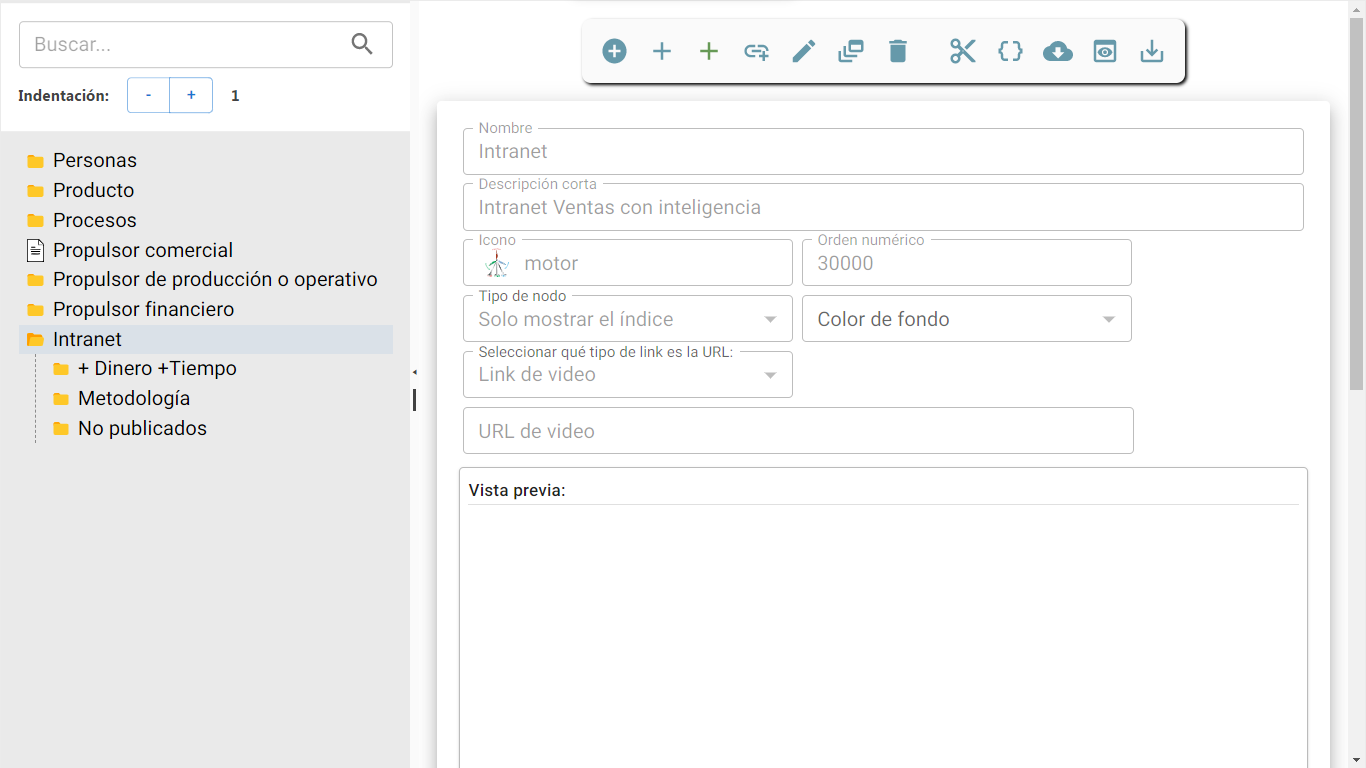 Buscar...
Indentación:
-
+
1
Personas
Producto
Procesos
Propulsor comercial
Propulsor de producción o operativo
Propulsor financiero
Intranet
+ Dinero +Tiempo
Metodología
No publicados
Nombre
Intranet
Descripción corta
Intranet Ventas con inteligencia
Icono
motor
Orden numérico
30000
Tipo de nodo
Solo mostrar el índice
Color de fondo
Seleccionar qué tipo de link es la URL:
Link de video
URL de video
Vista previa: